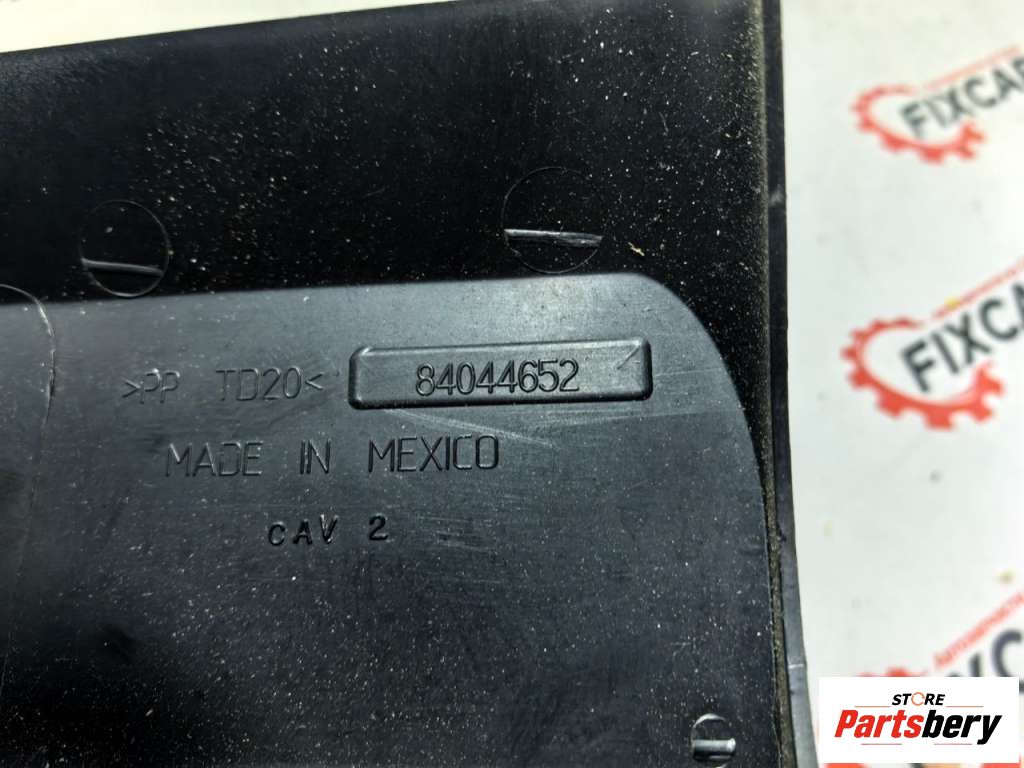 FIXCAR
>PP TD20< 84044652
FIXCAR
MADE IN MEXICO
CAV 2
STORE
Partsbery